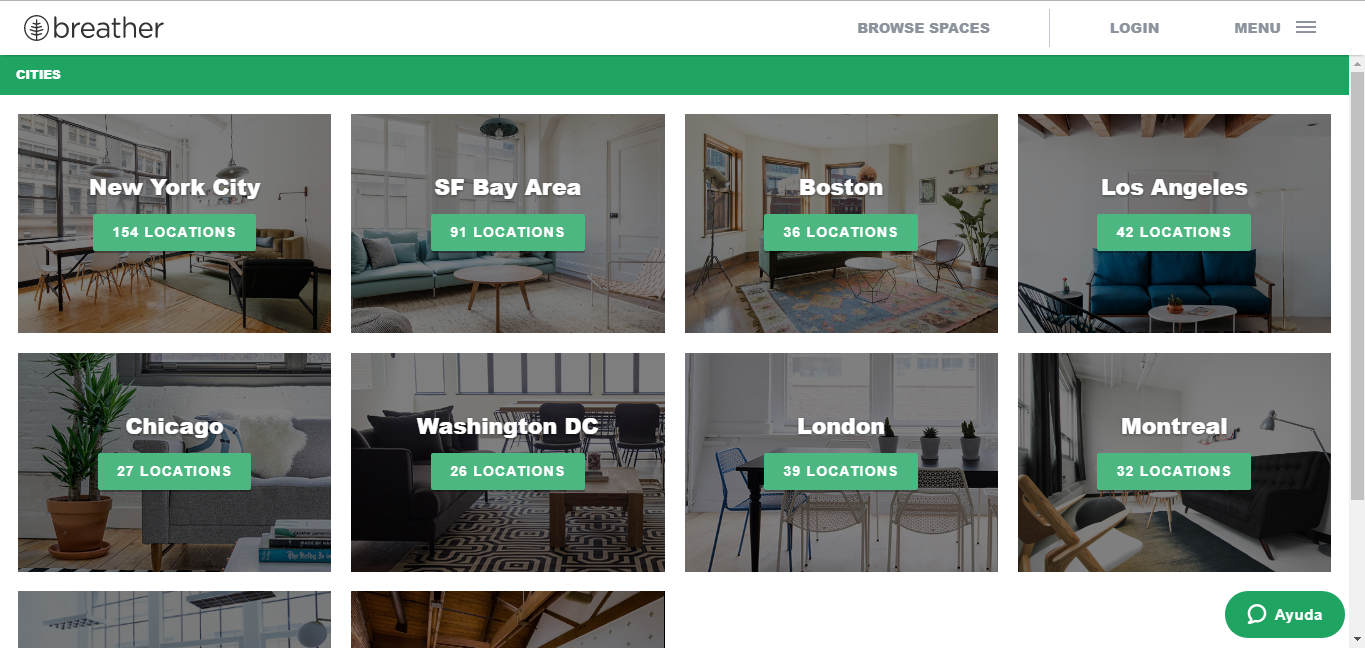 breather
BROWSE SPACES
LOGIN
MENU
CITIES
New York City
154 LOCATIONS
SF Bay Area
91 LOCATIONS
Boston
36 LOCATIONS
Los Angeles
42 LOCATIONS
Chicago
27 LOCATIONS
Washington DC
26 LOCATIONS
London
39 LOCATIONS
Montreal
32 LOCATIONS
Ayuda